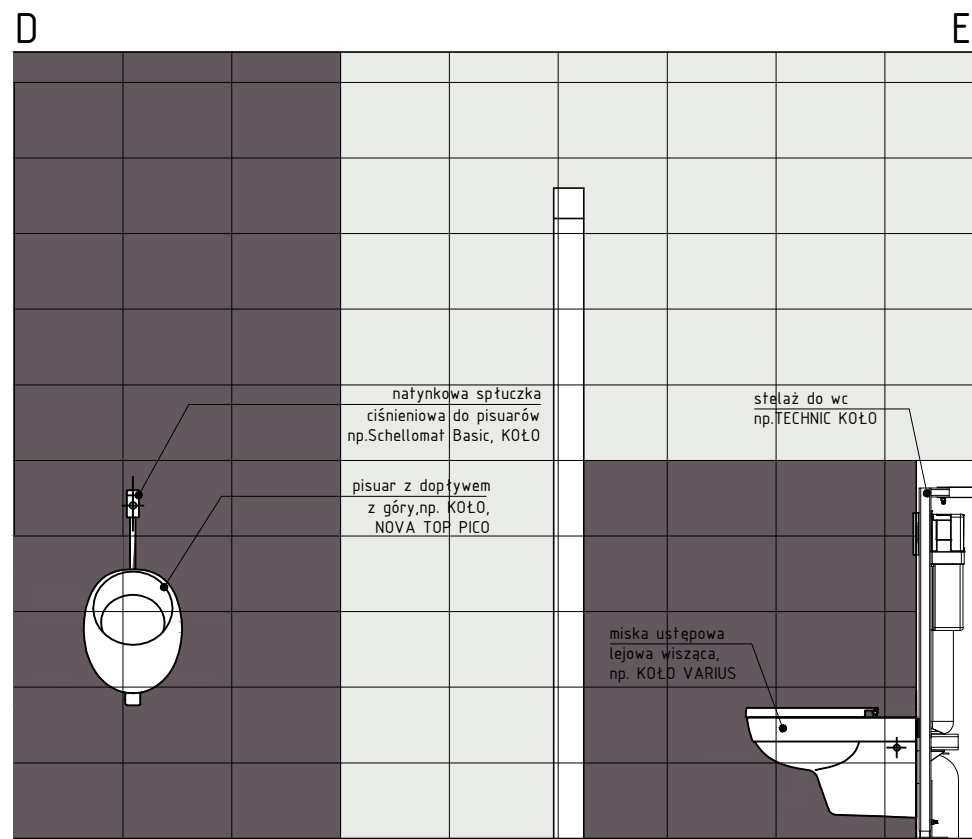 D
E
natynkowa spłuczka
ciśnieniowa do pisuarów
np.Schellomat Basic, KOŁO
stelaż do wc
np.TECHNIC KOŁO
pisuar z dopływem
z góry,np. KOŁO,
NOVA TOP PICO
miska ustępowa
lejowa wisząca,
np. KOŁO VARIUS